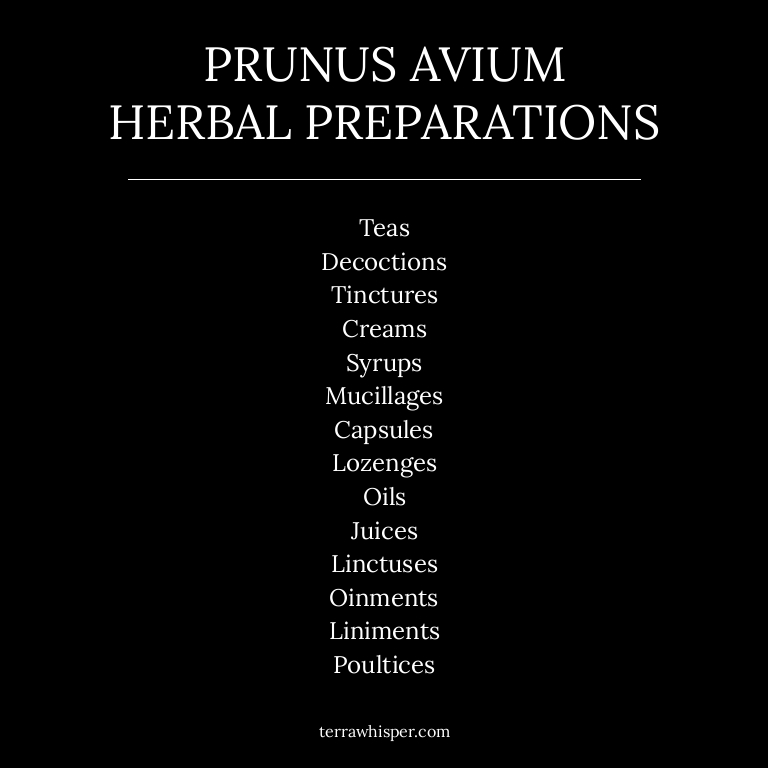 PRUNUS AVIUM
HERBAL PREPARATIONS
Teas
Decoctions
Tinctures
Creams
Syrups
Mucillages
Capsules
Lozenges
Oils
Juices
Linctuses
Oinments
Liniments
Poultices
terrawhisper.com